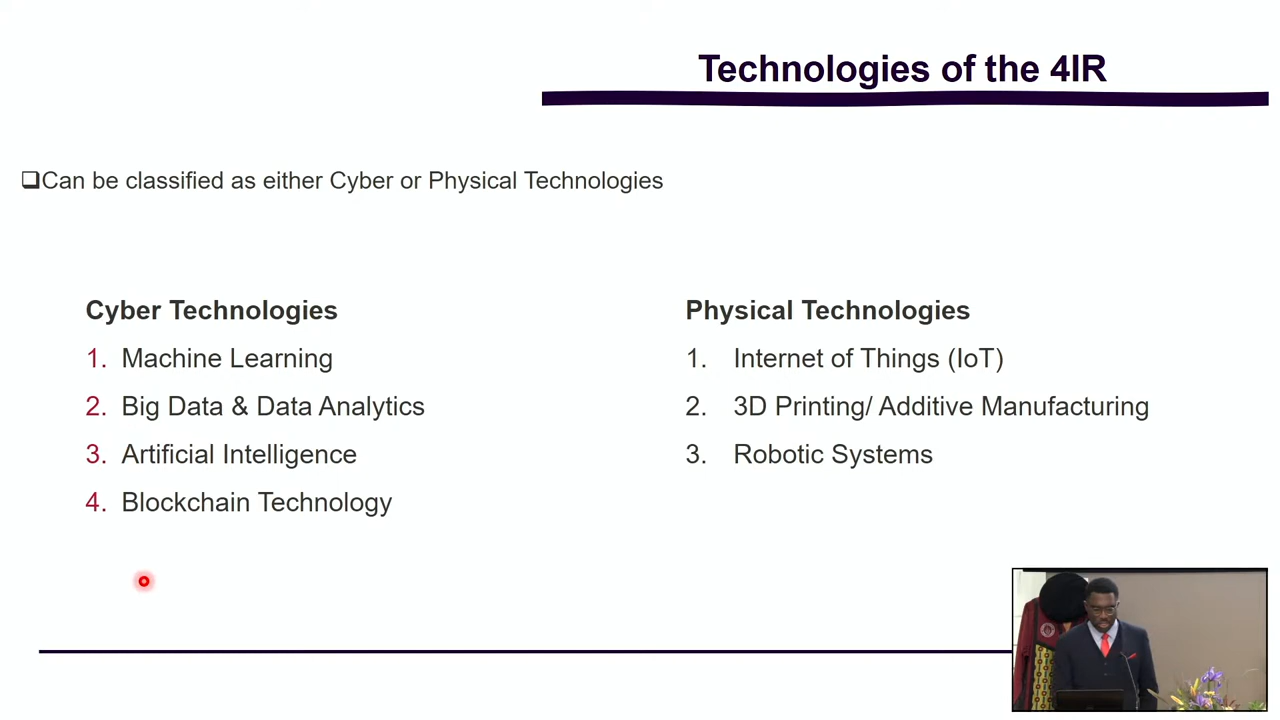 Technologies of the 4IR
❑Can be classified as either Cyber or Physical Technologies
Cyber Technologies
1. Machine Learning
2. Big Data & Data Analytics
3. Artificial Intelligence
4. Blockchain Technology
Physical Technologies
1. Internet of Things (IoT)
2. 3D Printing/ Additive Manufacturing
3. Robotic Systems